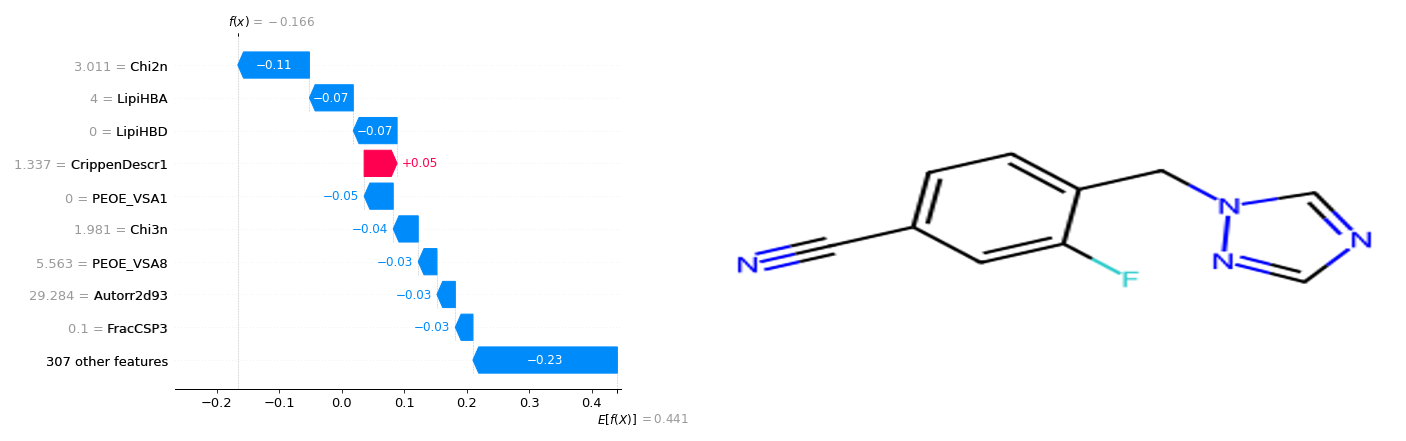 f(x) = −0.166
3.011 = Chi2n
−0.11
4 = LipiHBA
−0.07
0 = LipiHBD
−0.07
1.337 = CrippenDescr1
+0.05
0 = PEOE_VSA1
−0.05
1.981 = Chi3n
−0.04
5.563 = PEOE_VSA8
−0.03
29.284 = Autorr2d93
−0.03
0.1 = FracCSP3
−0.03
307 other features
−0.23
−0.2 −0.1 0.0 0.1 0.2 0.3 0.4
E[f(X)] = 0.441
N
N
N
N
F